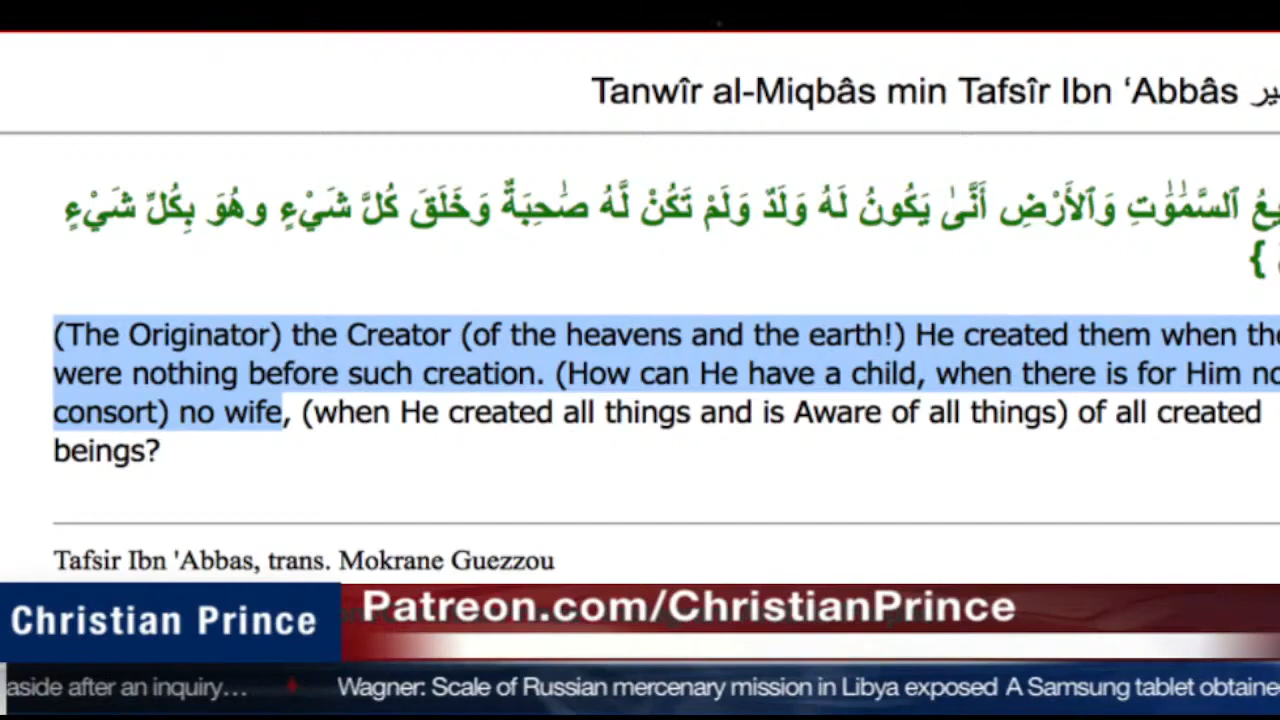 Tanwîr al-Miqbâs min Tafsîr Ibn ‘Abbâs
ٱلسَّمَٰوَٰتِ وَٱلأَرْضِ أَنَّىٰ يَكُونُ لَهُ وَلَدٌ وَلَمْ تَكُنْ لَّهُ صَٰحِبَةٌ وَخَلَقَ كُلَّ شَيْءٍ وهُوَ بِكُلِّ شَيْءٍ
{
(The Originator) the Creator (of the heavens and the earth!) He created them when
were nothing before such creation. (How can He have a child, when there is for Him no
consort) no wife, (when He created all things and is Aware of all things) of all created
beings?
Tafsir Ibn 'Abbas, trans. Mokrane Guezzou
Christian Prince
Patreon.com/ChristianPrince
aside after an inquiry... Wagner: Scale of Russian mercenary mission in Libya exposed A Samsung tablet